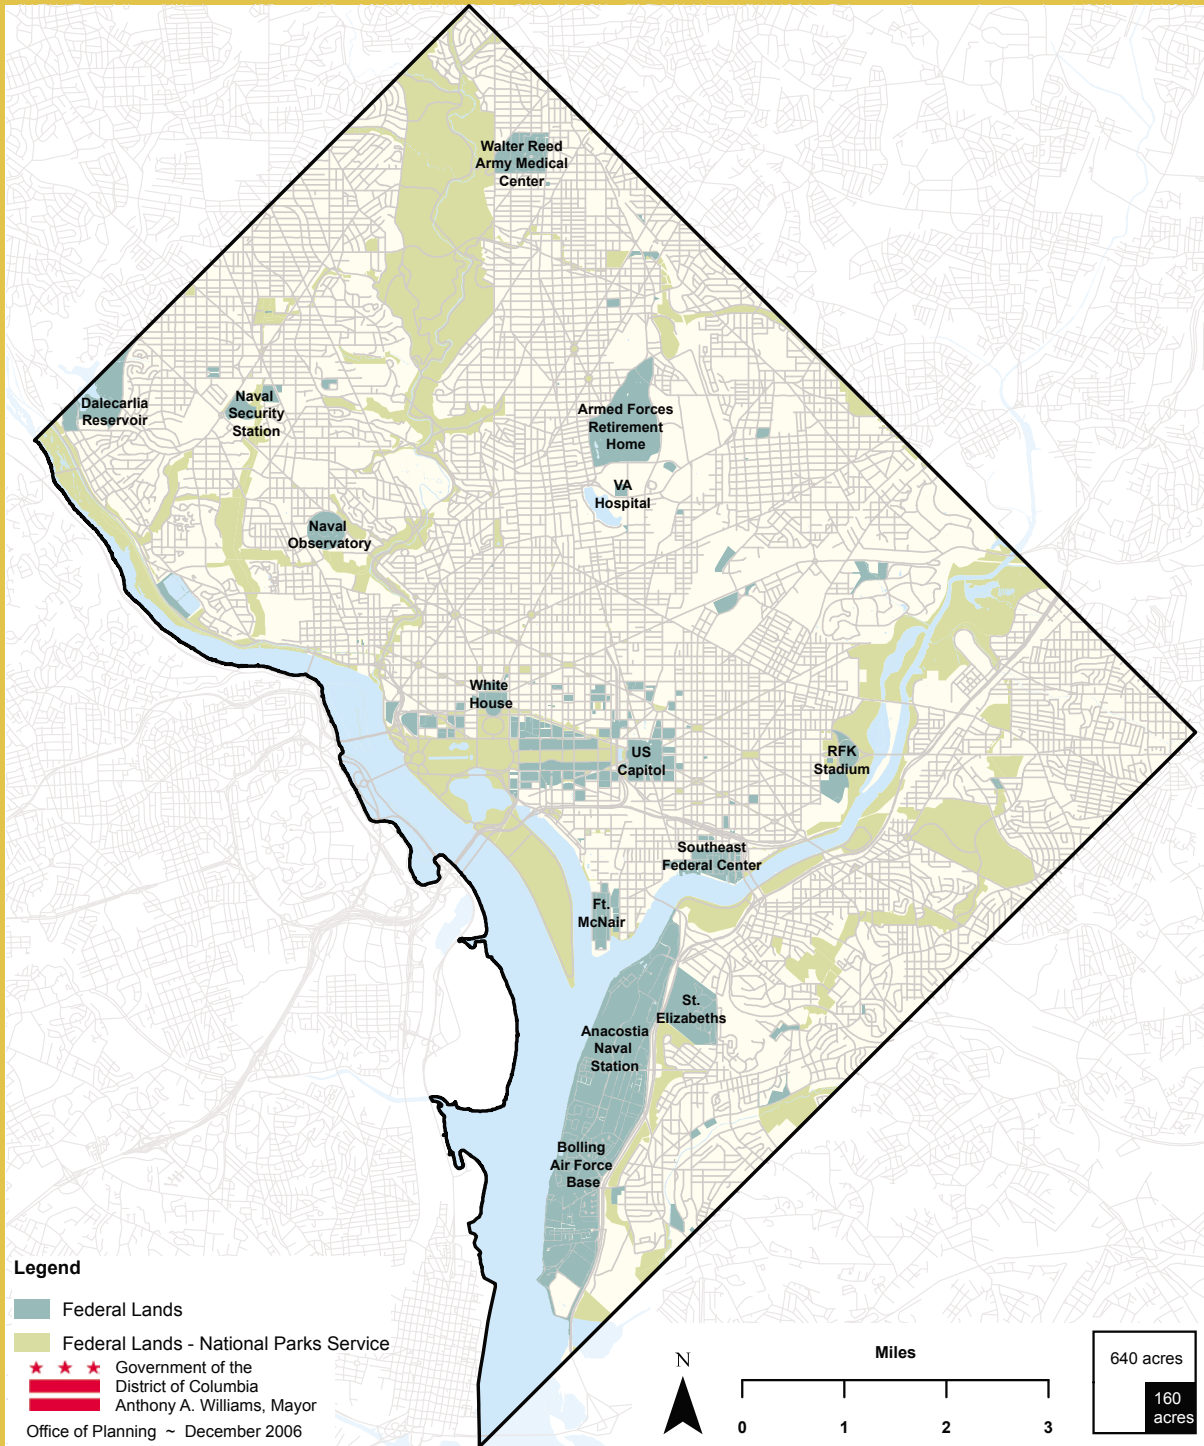 Walter Reed
Army Medical
Center
Dalecarlia
Reservoir
Naval
Security
Station
Armed Forces
Retirement
Home
VA
Hospital
Naval
Observatory
White
House
US
Capitol
RFK
Stadium
Southeast
Federal Center
Ft.
McNair
St.
Elizabeths
Anacostia
Naval
Station
Bolling
Air Force
Base
Legend
Federal Lands
Federal Lands - National Parks Service
Government of the
District of Columbia
Anthony A. Williams, Mayor
Office of Planning ~ December 2006
N
Miles
0 1 2 3
640 acres
160
acres